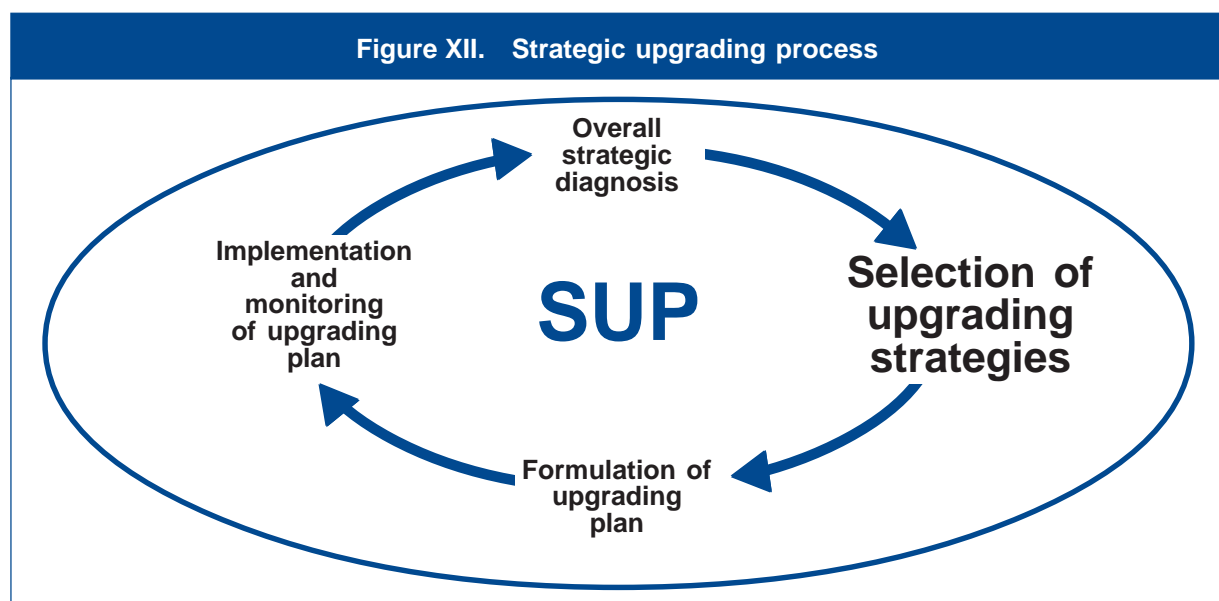 Figure XII. Strategic upgrading process
Overall
strategic
diagnosis
Selection of
upgrading
strategies
Formulation of
upgrading
plan
Implementation
and
monitoring
of upgrading
plan
SUP